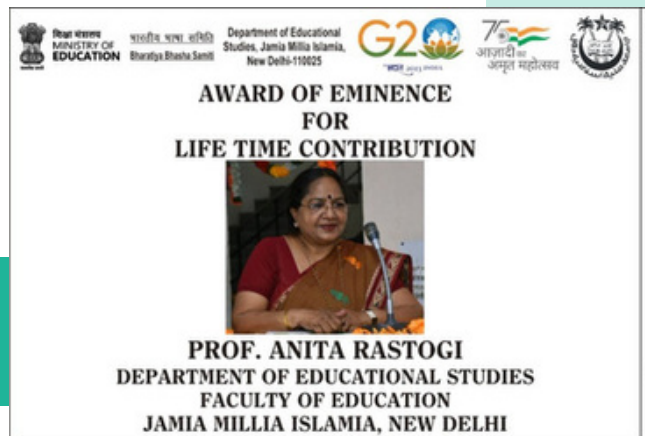 शिक्षा मंत्रालय
MINISTRY OF
EDUCATION
भारतीय भाषा समिति
Bharatiya Bhasha Samiti
Department of Educational
Studies, Jamia Millia Islamia,
New Delhi-110025
G20
आज़ादी का
अमृत महोत्सव
AWARD OF EMINENCE
FOR
LIFE TIME CONTRIBUTION
PROF. ANITA RASTOGI
DEPARTMENT OF EDUCATIONAL STUDIES
FACULTY OF EDUCATION
JAMIA MILLIA ISLAMIA, NEW DELHI